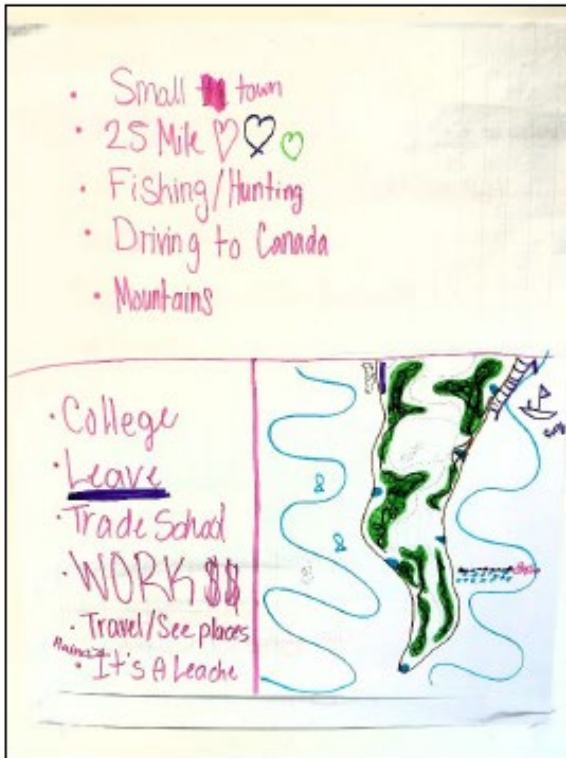 • Small town
• 25 Mile
• Fishing/Hunting
• Driving to Canada
• Mountains
• College
• Leave
• Trade School
• WORK $$
• Travel/See places
• It's A Leache